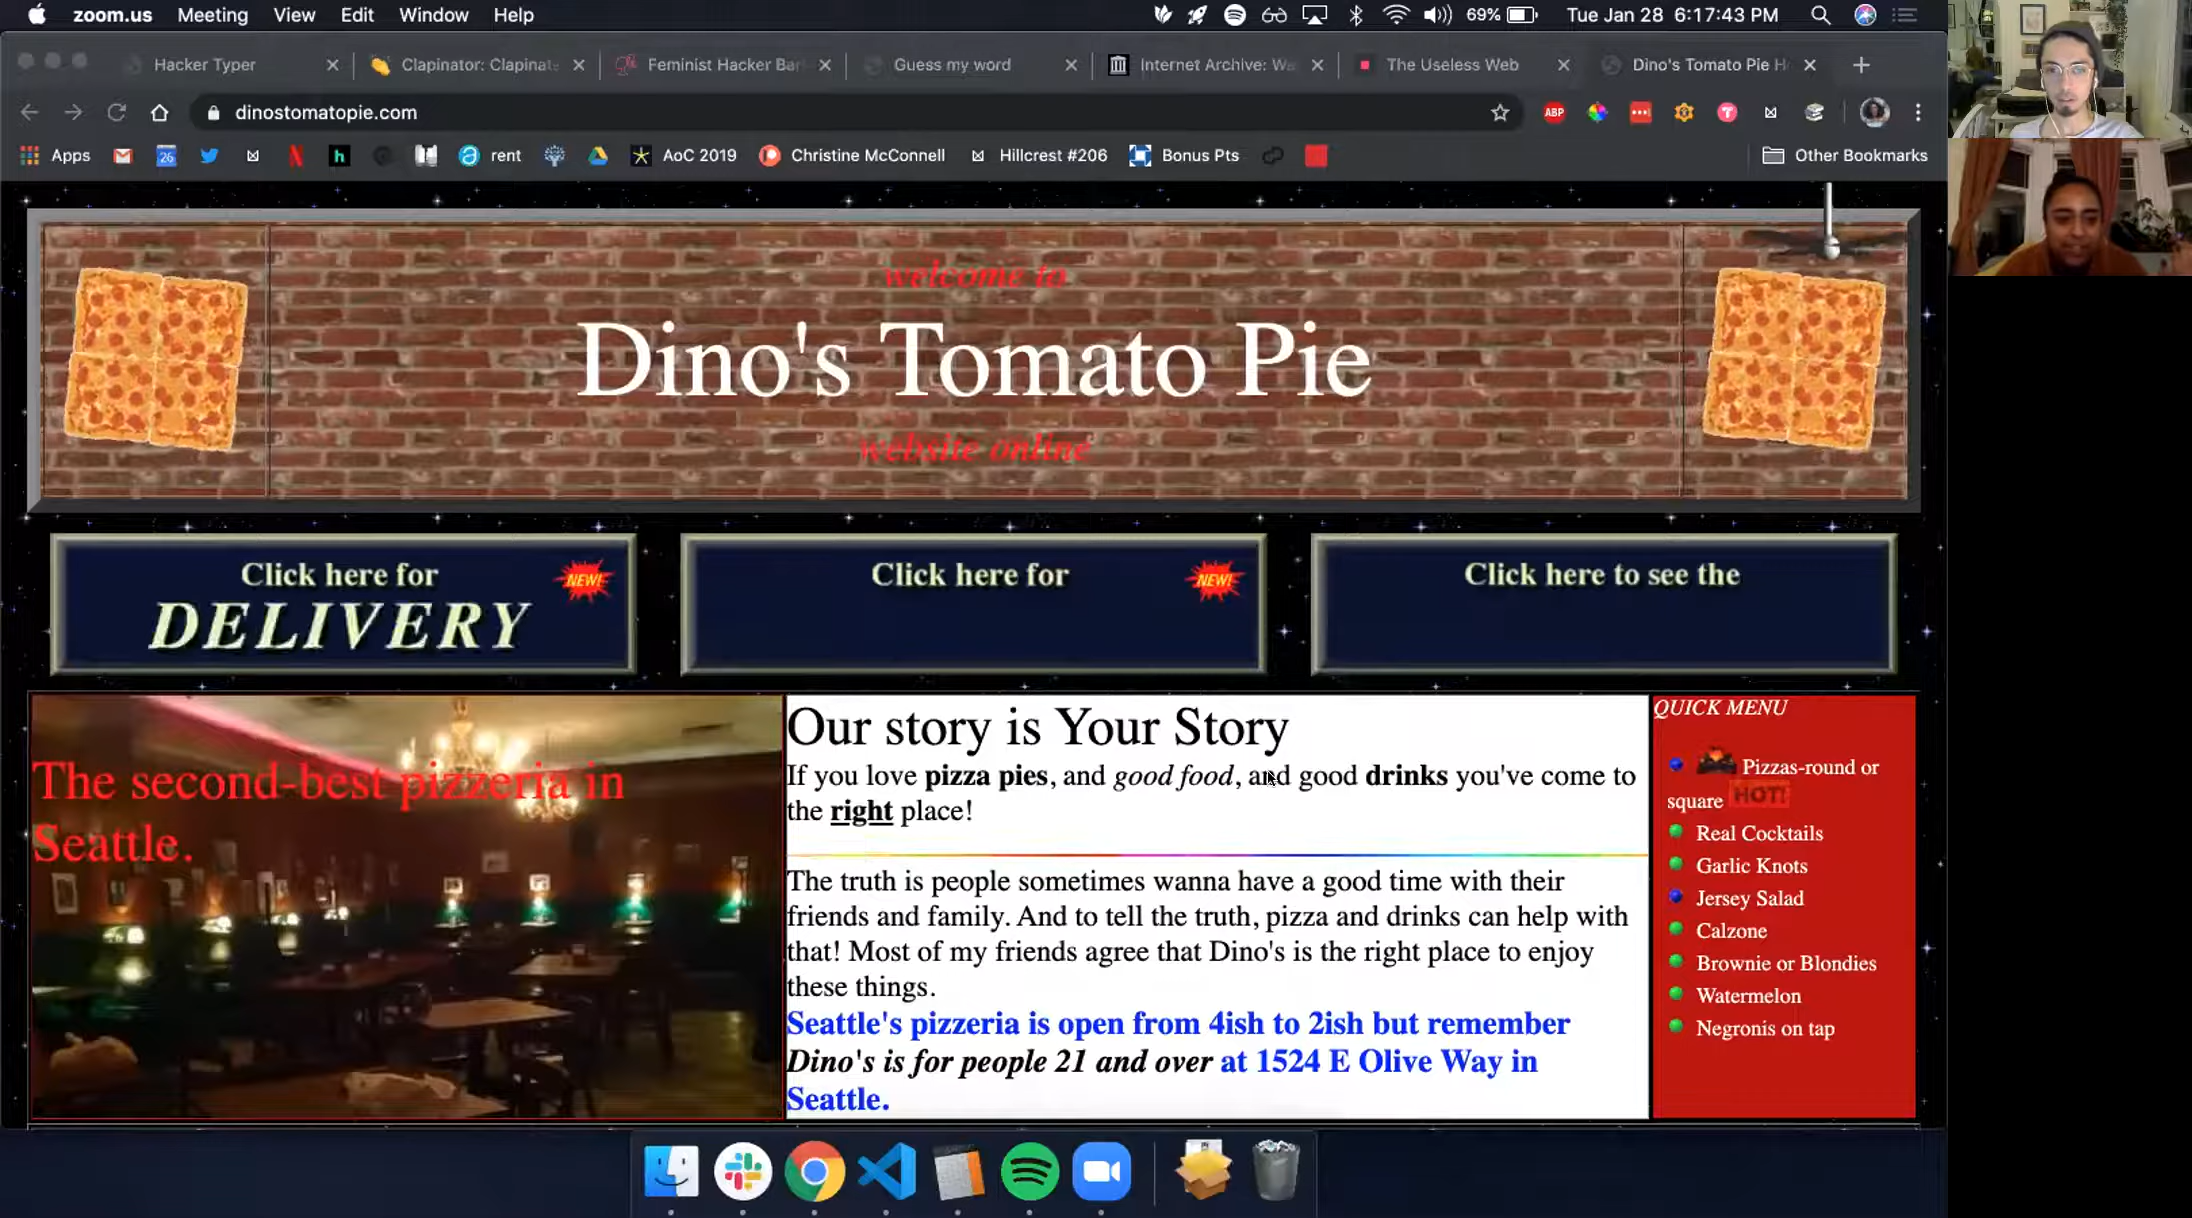 zoom.us Meeting View Edit Window Help 69% Tue Jan 28 6:17:43 PM
Hacker Typer Clapinator: Clapinate Feminist Hacker Bar Guess my word Internet Archive: Wa The Useless Web Dino's Tomato Pie H
dinostomatopie.com ABP
Apps 26 h rent AoC 2019 Christine McConnell Hillcrest #206 Bonus Pts Other Bookmarks
welcome to
Dino's Tomato Pie
website online
Click here for NEW!
DELIVERY
Click here for NEW!
Click here to see the
The second-best pizzeria in
Seattle.
Our story is Your Story
If you love pizza pies, and good food, and good drinks you've come to
the right place!
The truth is people sometimes wanna have a good time with their
friends and family. And to tell the truth, pizza and drinks can help with
that! Most of my friends agree that Dino's is the right place to enjoy
these things.
Seattle's pizzeria is open from 4ish to 2ish but remember
Dino's is for people 21 and over at 1524 E Olive Way in
Seattle.
QUICK MENU
Pizzas-round or
square HOT!
Real Cocktails
Garlic Knots
Jersey Salad
Calzone
Brownie or Blondies
Watermelon
Negronis on tap